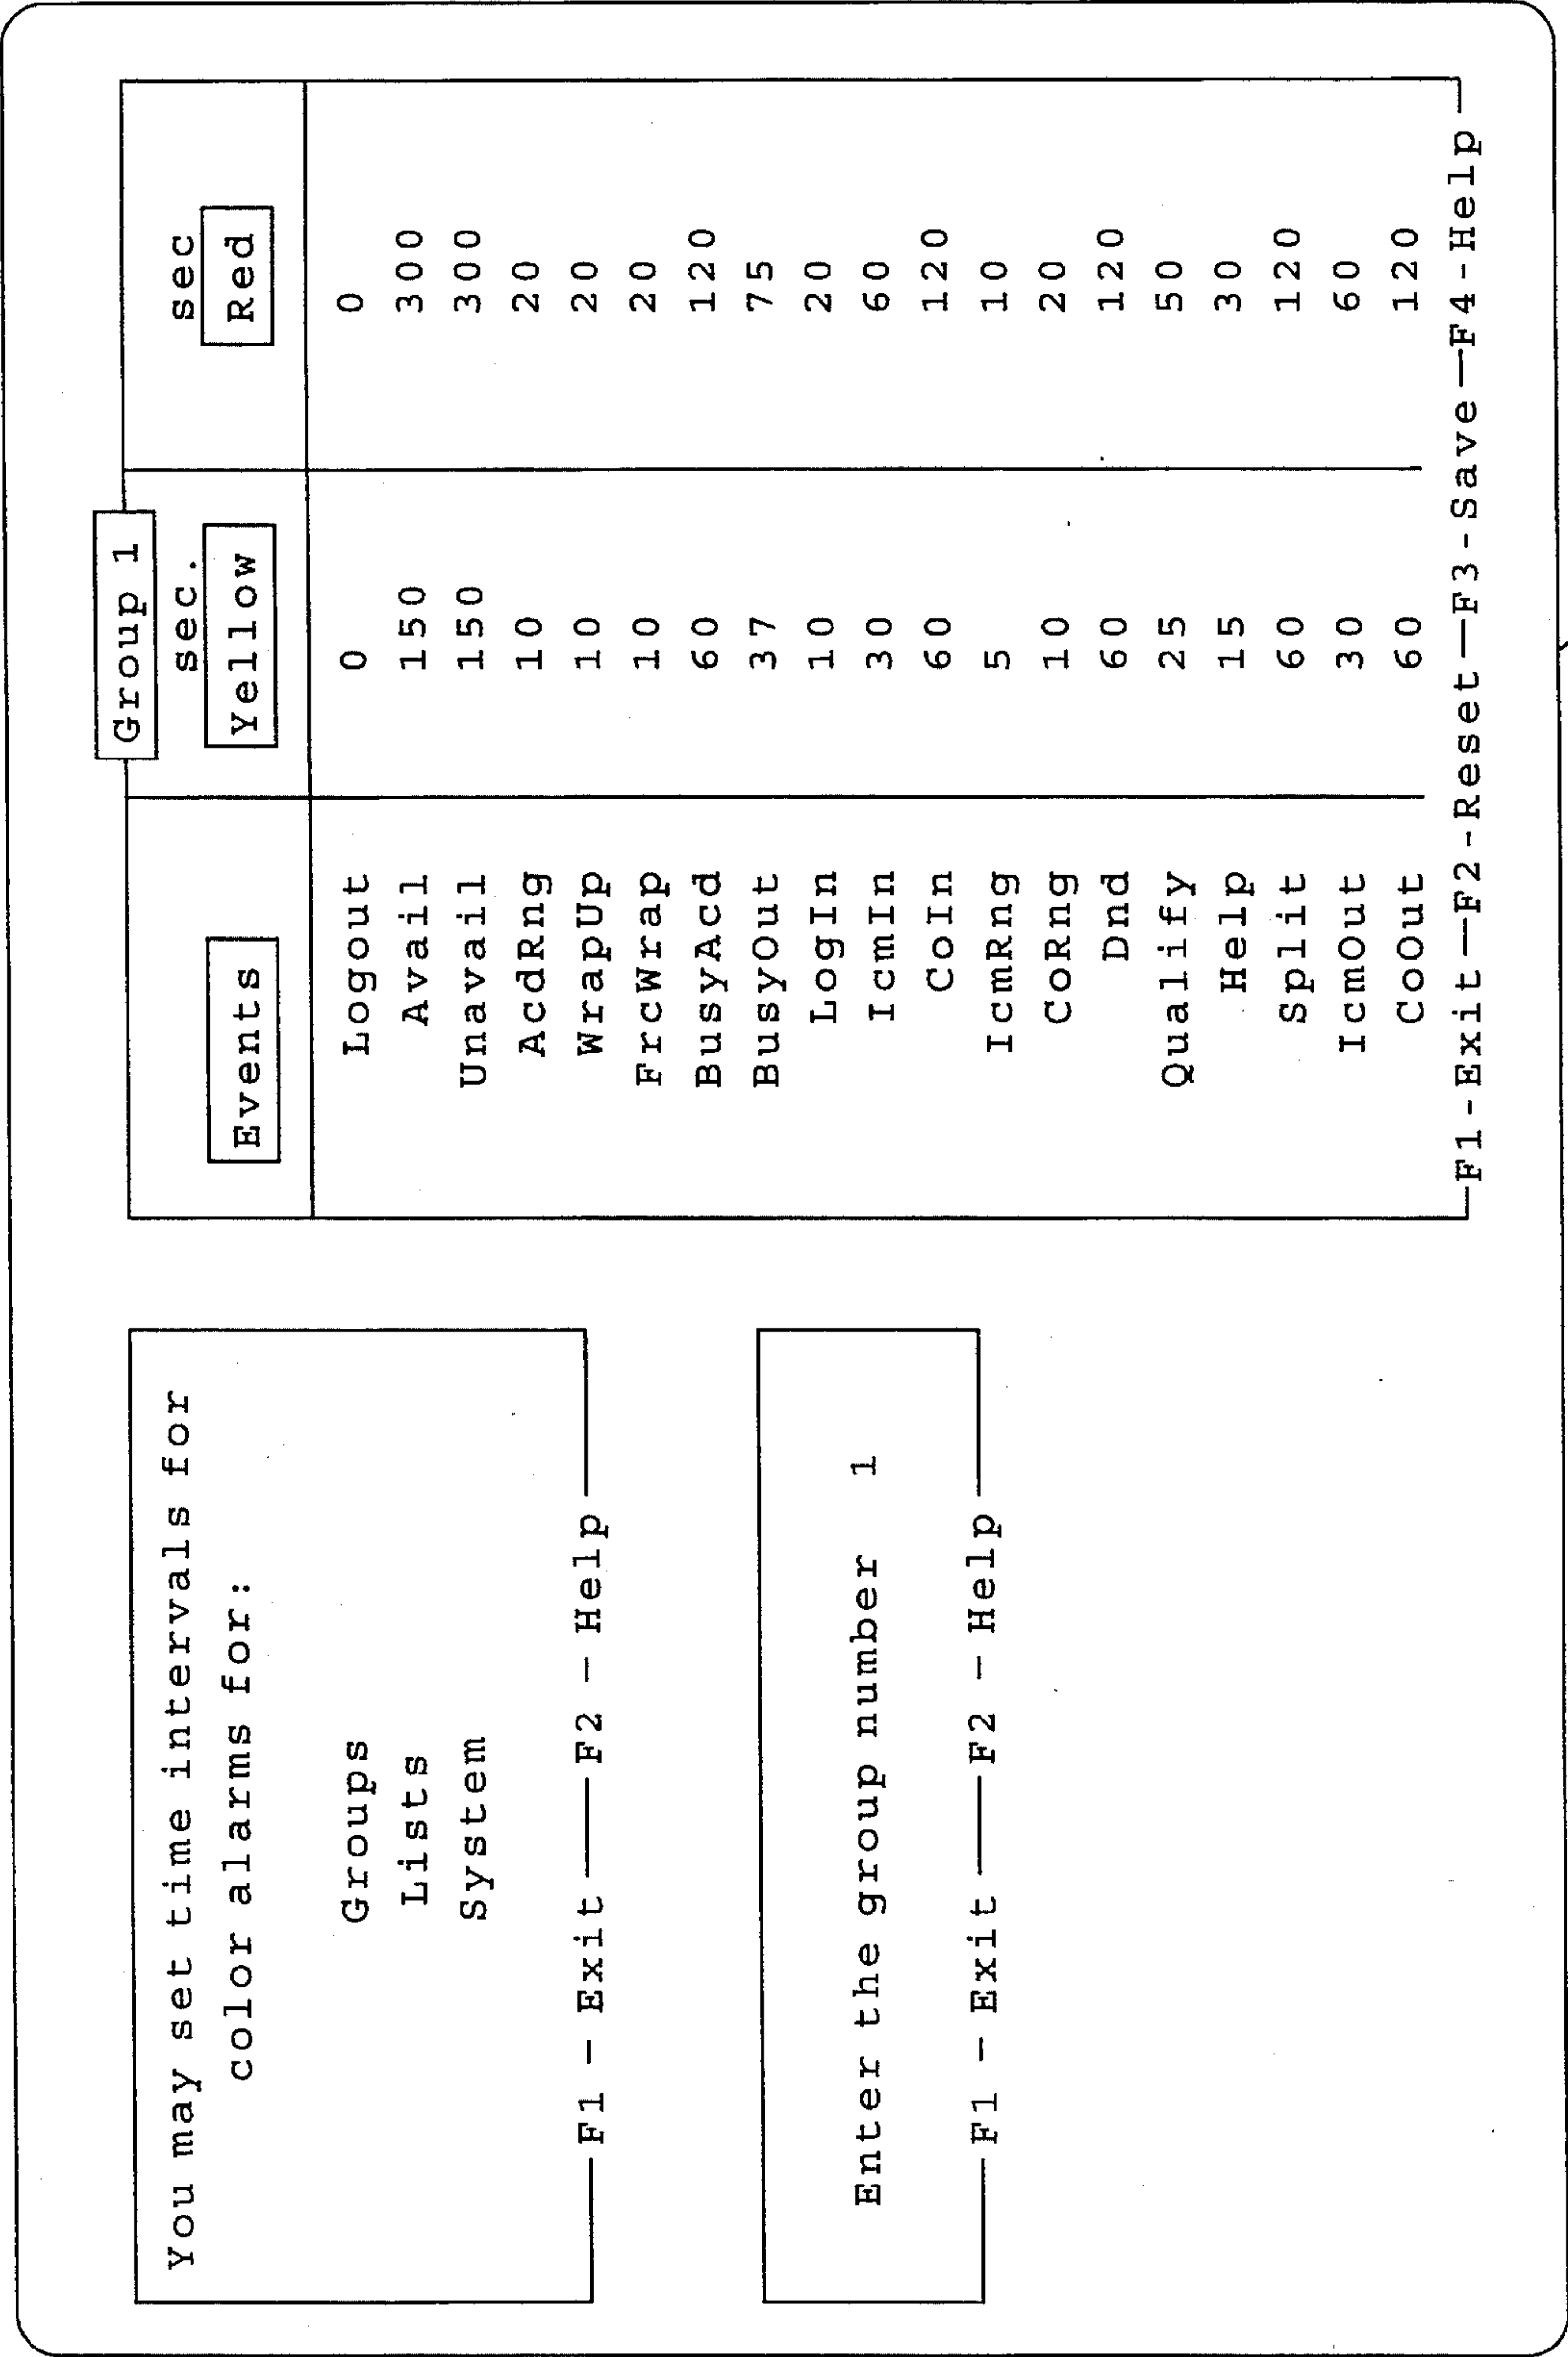 You may set time intervals for
color alarms for:
Groups
Lists
System
F1 - Exit — F2 - Help
Enter the group number 1
F1 - Exit — F2 - Help
Group 1
sec. sec
Events Yellow Red
Logout 0 0
Avail 150 300
Unavail 150 300
AcdRng 10 20
WrapUp 10 20
FrcWrap 10 20
BusyAcd 60 120
BusyOut 37 75
LogIn 10 20
IcmIn 30 60
CoIn 60 120
IcmRng 5 10
CoRng 10 20
Dnd 60 120
Qualify 25 50
Help 15 30
Split 60 120
IcmOut 30 60
CoOut 60 120
F1-Exit—F2-Reset—F3-Save—F4-Help